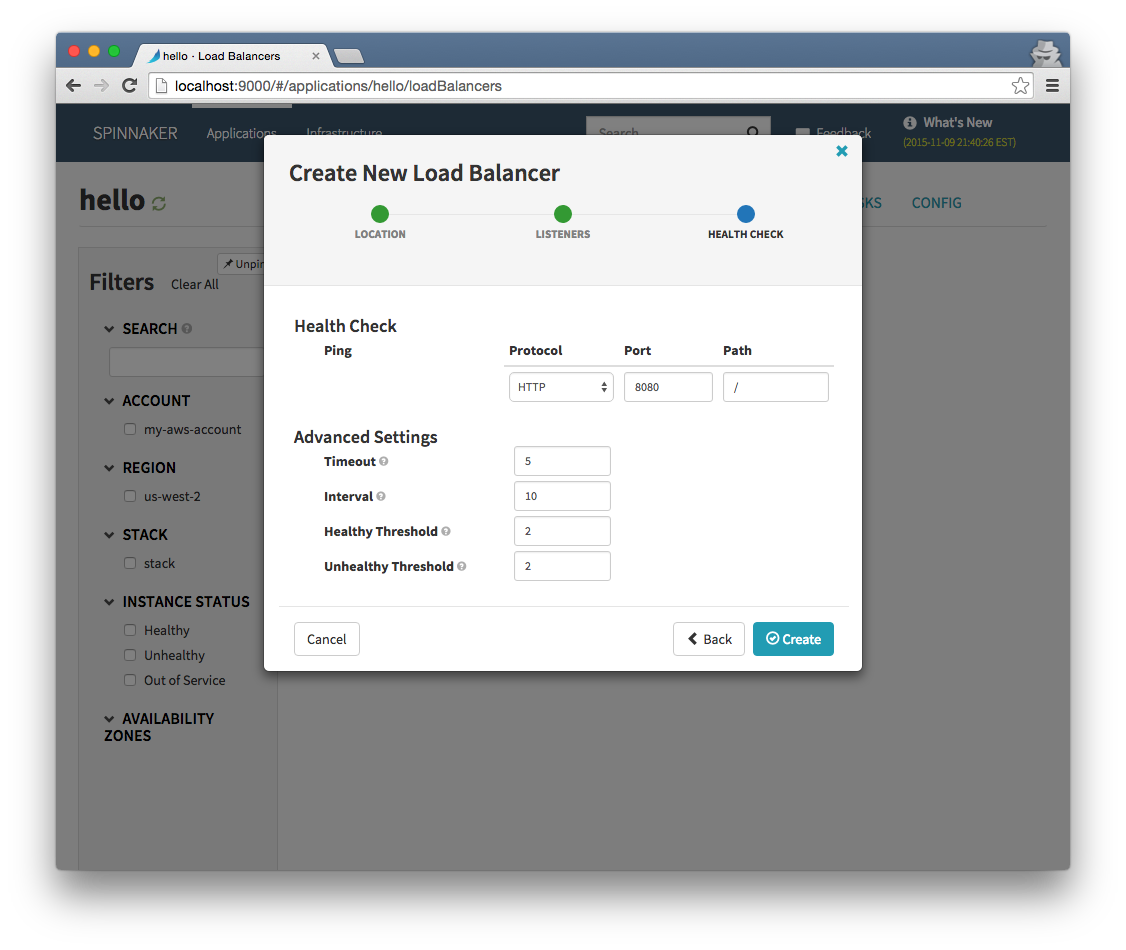 hello · Load Balancers
localhost:9000/#/applications/hello/loadBalancers
SPINNAKER Applications Infrastructure Search Feedback What's New
(2015-11-09 21:40:26 EST)
hello CONFIG
Create New Load Balancer
LOCATION LISTENERS HEALTH CHECK
Filters Clear All
SEARCH
ACCOUNT
my-aws-account
REGION
us-west-2
STACK
stack
INSTANCE STATUS
Healthy
Unhealthy
Out of Service
AVAILABILITY
ZONES
Health Check
Ping Protocol Port Path
HTTP 8080 /
Advanced Settings
Timeout 5
Interval 10
Healthy Threshold 2
Unhealthy Threshold 2
Cancel Back Create